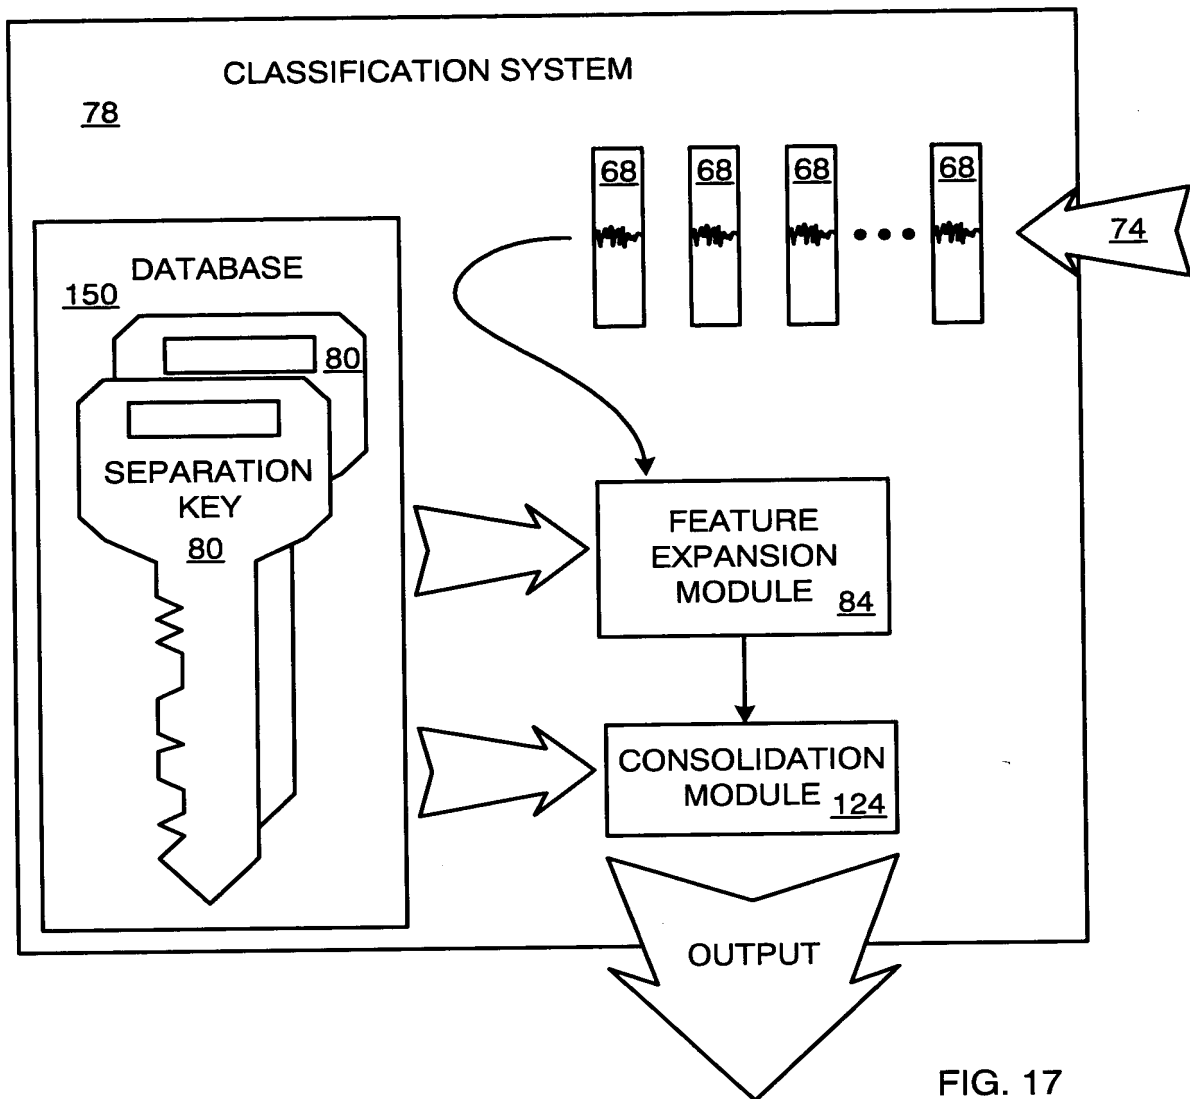 CLASSIFICATION SYSTEM
78
68 68 68 68
74
DATABASE
150
80
SEPARATION
KEY
80
FEATURE
EXPANSION
MODULE
84
CONSOLIDATION
MODULE
124
OUTPUT
FIG. 17